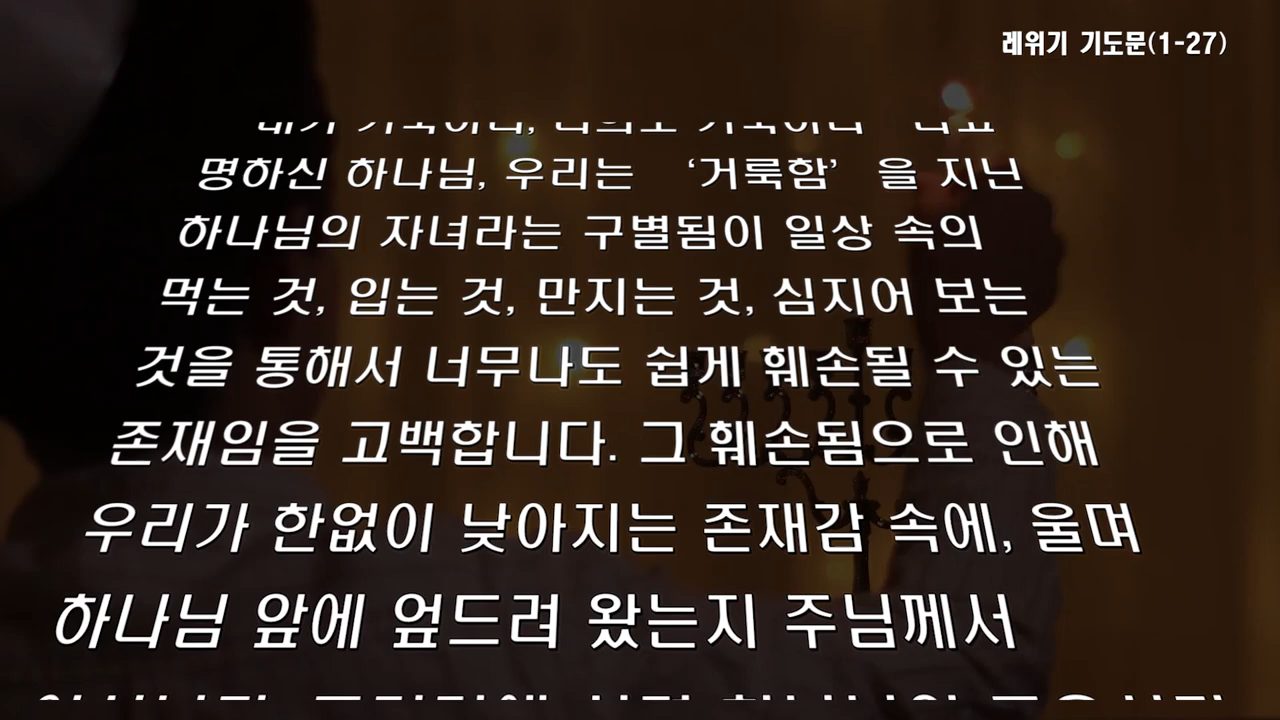 레위기 기도문(1-27)
명하신 하나님, 우리는 ‘거룩함’ 을 지닌
하나님의 자녀라는 구별됨이 일상 속의
먹는 것, 입는 것, 만지는 것, 심지어 보는
것을 통해서 너무나도 쉽게 훼손될 수 있는
존재임을 고백합니다. 그 훼손됨으로 인해
우리가 한없이 낮아지는 존재감 속에, 울며
하나님 앞에 엎드려 왔는지 주님께서